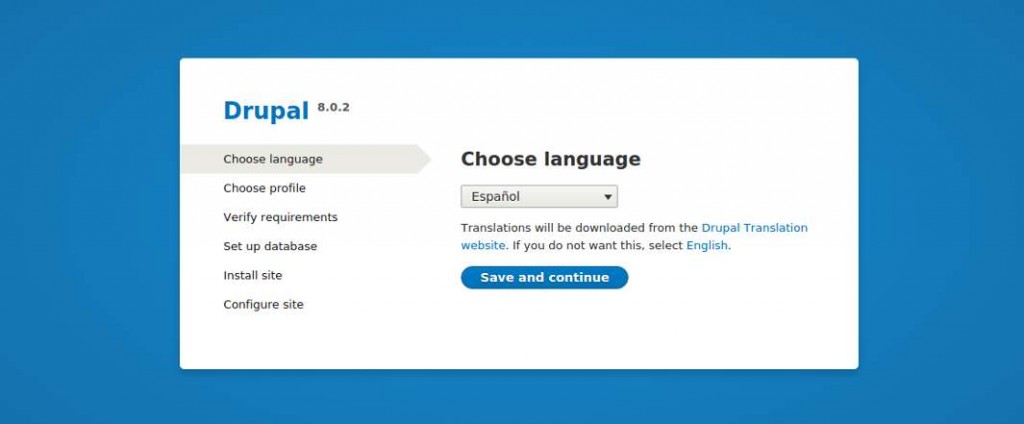 Drupal 8.0.2
Choose language
Choose profile
Verify requirements
Set up database
Install site
Configure site
Choose language
Español
Translations will be downloaded from the Drupal Translation
website. If you do not want this, select English.
Save and continue